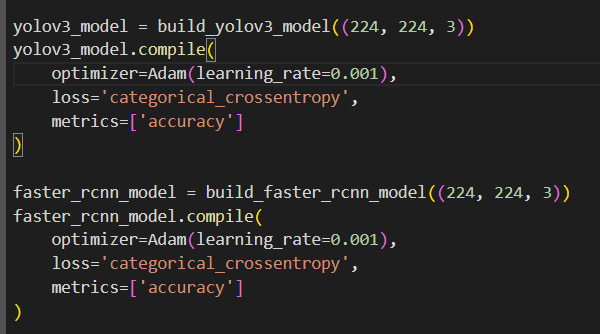 yolov3_model = build_yolov3_model((224, 224, 3))
yolov3_model.compile(
    optimizer=Adam(learning_rate=0.001),
    loss='categorical_crossentropy',
    metrics=['accuracy']
)
faster_rcnn_model = build_faster_rcnn_model((224, 224, 3))
faster_rcnn_model.compile(
    optimizer=Adam(learning_rate=0.001),
    loss='categorical_crossentropy',
    metrics=['accuracy']
)